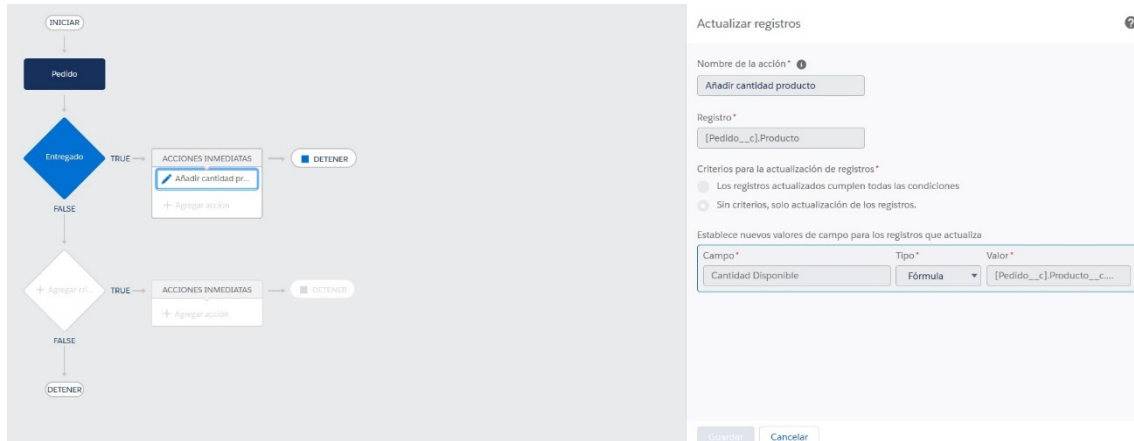 INICIAR
Pedido
Entregado
TRUE
ACCIONES INMEDIATAS
DETENER
Añadir cantidad pr...
+ Agregar acción
FALSE
+ Agregar cri...
TRUE
ACCIONES INMEDIATAS
DETENER
+ Agregar acción
FALSE
DETENER
Actualizar registros
?
Nombre de la acción* i
Añadir cantidad producto
Registro*
[Pedido__c].Producto
Criterios para la actualización de registros*
Los registros actualizados cumplen todas las condiciones
Sin criterios, solo actualización de los registros.
Establece nuevos valores de campo para los registros que actualiza
Campo* Tipo* Valor*
Cantidad Disponible Fórmula [Pedido__c].Producto__c....
Guardar Cancelar